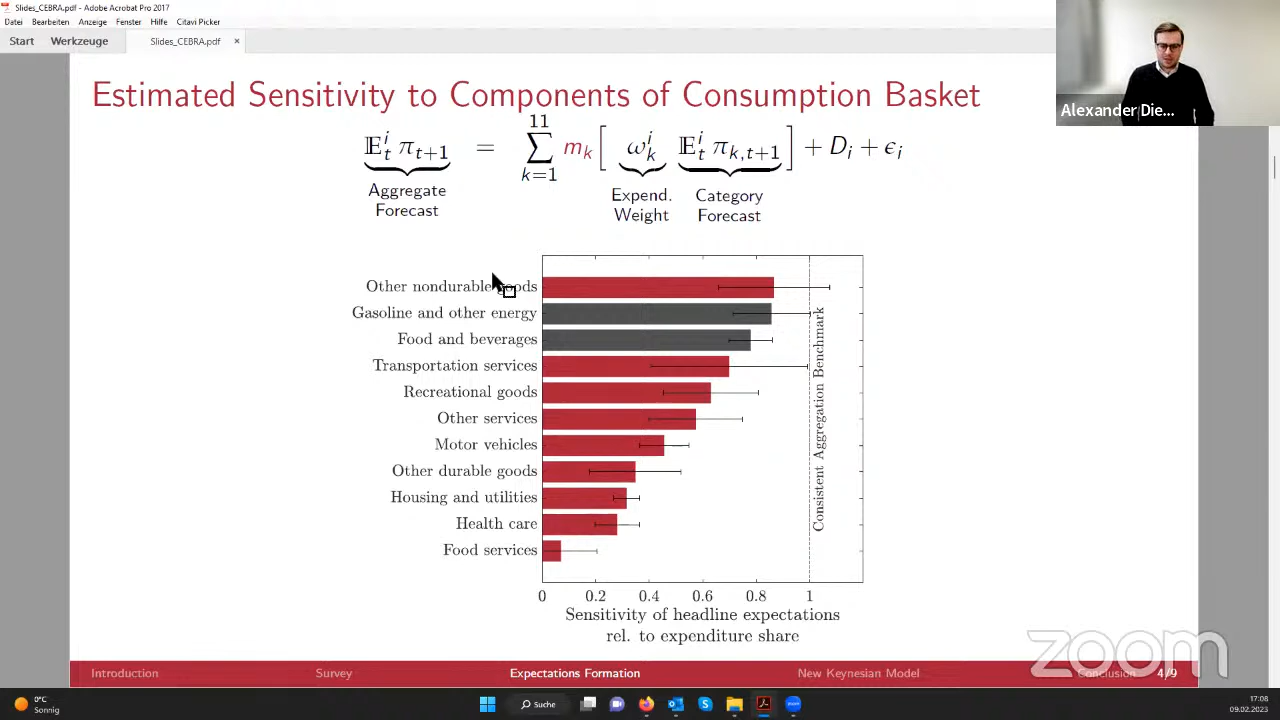 Slides_CEBRA.pdf - Adobe Acrobat Pro 2017
Datei Bearbeiten Anzeige Fenster Hilfe Citavi Picker
Start Werkzeuge Slides_CEBRA.pdf ×
Alexander Die...
Estimated Sensitivity to Components of Consumption Basket
𝔼ᵢₜ πₜ₊₁ = ∑ₖ₌₁¹¹ mₖ [ ωⁱₖ 𝔼ⁱₜ πₖ,ₜ₊₁ ] + Dᵢ + ϵᵢ
Aggregate Forecast
Expend. Weight
Category Forecast
Other nondurable goods
Gasoline and other energy
Food and beverages
Transportation services
Recreational goods
Other services
Motor vehicles
Other durable goods
Housing and utilities
Health care
Food services
Consistent Aggregation Benchmark
0 0.2 0.4 0.6 0.8 1
Sensitivity of headline expectations
rel. to expenditure share
zoom
Introduction Survey Expectations Formation New Keynesian Model Conclusion 4/9
0°C
Sonnig
Suche
17:08
09.02.2023